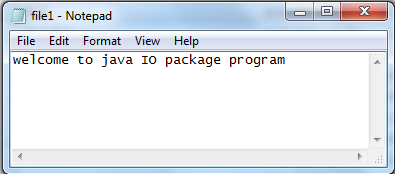 file1 - Notepad
File Edit Format View Help
welcome to java IO package program